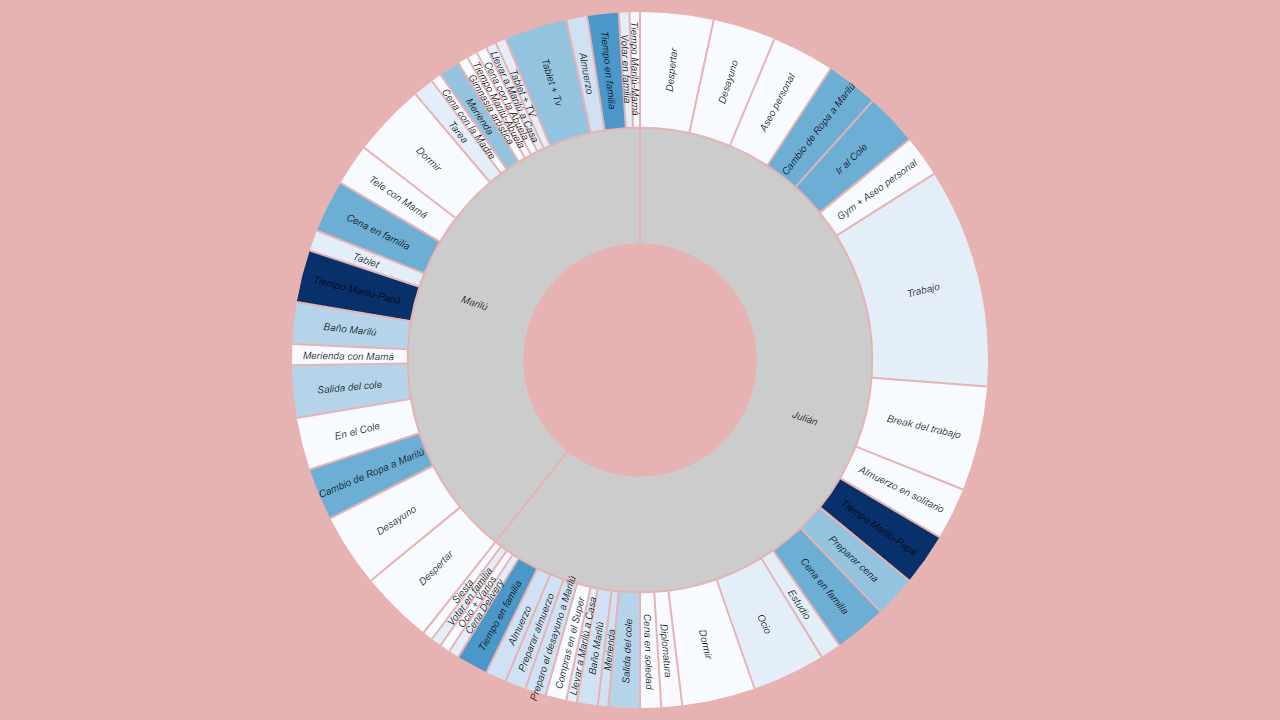 Despertar
Desayuno
Aseo personal
Cambio de Ropa a Marilú
Ir al Cole
Gym + Aseo personal
Trabajo
Break del trabajo
Almuerzo en solitario
Tiempo Marilú-Papá
Preparar cena
Cena en familia
Estudio
Ocio
Dormir
Diplomatura
Cena en soledad
Salida del cole
Merienda
Baño Marilú
Llevar a Marilú a Casa
Compras en el Super
Preparo el desayuno a Marilú
Preparar almuerzo
Almuerzo
Tiempo en familia
Cena Delivery
Ocio + Varios
Votar en familia
Siesta
Despertar
Desayuno
Cambio de Ropa a Marilú
En el Cole
Salida del cole
Merienda con Mamá
Baño Marilú
Tiempo Marilú-Papá
Tablet
Cena en familia
Tele con Mamá
Dormir
Tarea
Cena con la Madre
Merienda
Gimnasia artística
Tiempo Marilú-Abuela
Cena con la Abuela
Llevar a Marilú a Casa
Tablet + TV
Tablet + Tv
Almuerzo
Tiempo en familia
Votar en familia
Tiempo Marilú-Mamá
Marilú
Julián